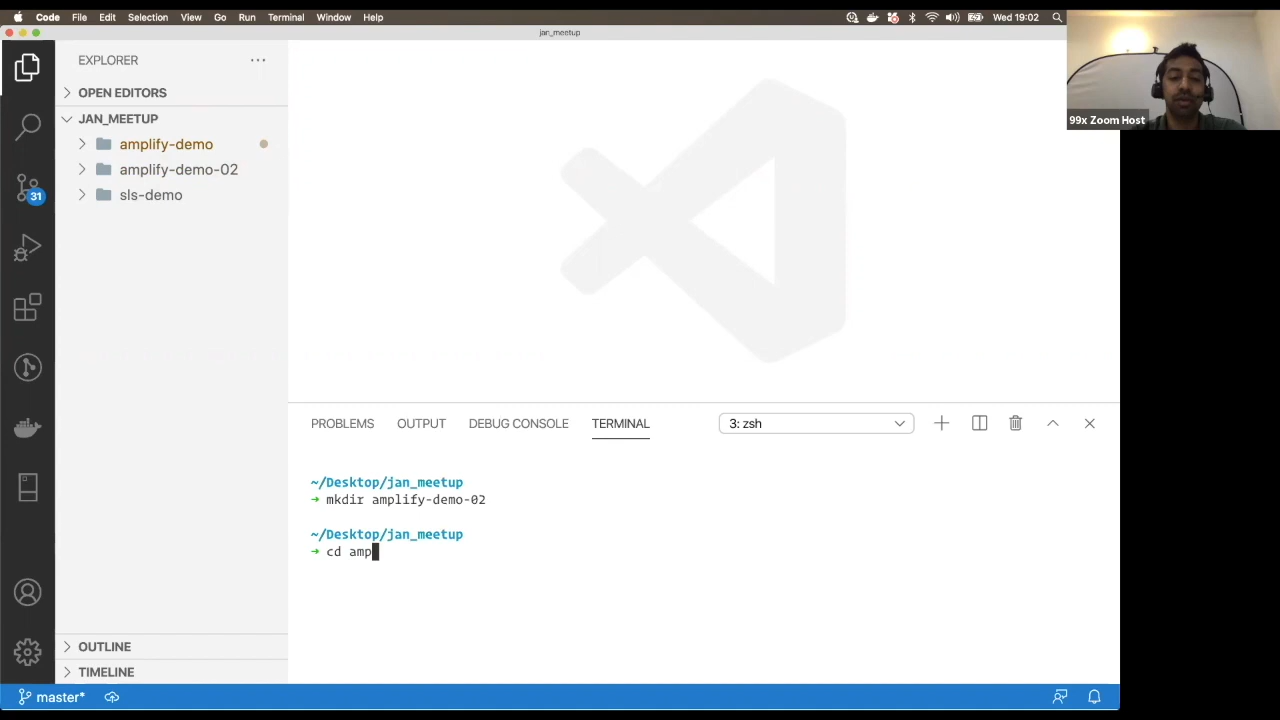 Code File Edit Selection View Go Run Terminal Window Help Wed 19:02
jan_meetup
99x Zoom Host
EXPLORER
OPEN EDITORS
JAN_MEETUP
amplify-demo
amplify-demo-02
sls-demo
31
PROBLEMS OUTPUT DEBUG CONSOLE TERMINAL 3: zsh
~/Desktop/jan_meetup
➜ mkdir amplify-demo-02
~/Desktop/jan_meetup
➜ cd amp
OUTLINE
TIMELINE
master*